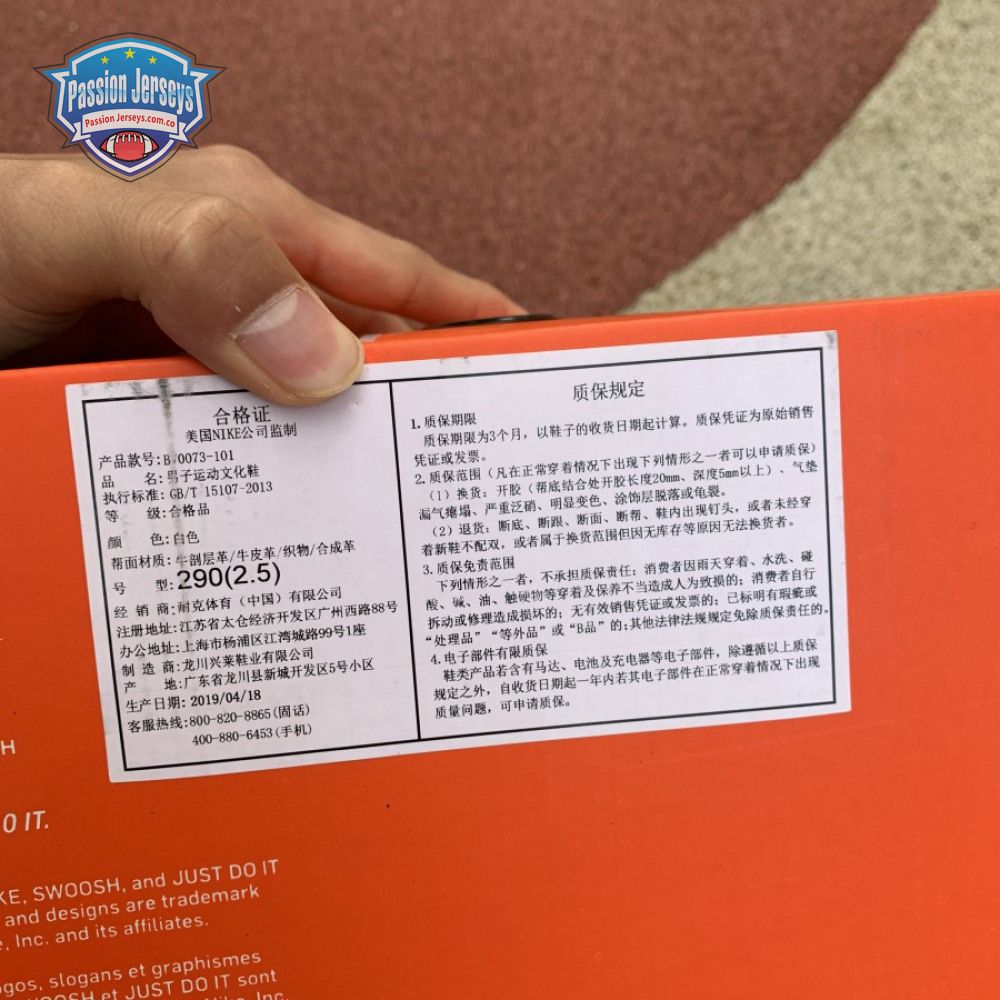 Passion Jerseys
Passion Jerseys.com.co
合格证
美国NIKE公司监制
产品款号:B 0073-101
品 名:男子运动文化鞋
执行标准:GB/T 15107-2013
等 级:合格品
颜 色:白色
帮面材质:牛剖层革/牛皮革/织物/合成革
号 型:290(2.5)
经 销 商:耐克体育（中国）有限公司
注册地址:江苏省太仓经济开发区广州西路88号
办公地址:上海市杨浦区江湾城路99号1座
制 造 商:龙川兴莱鞋业有限公司
产 地:广东省龙川县新城开发区5号小区
生产日期:2019/04/18
客服热线:800-820-8865(固话)
400-880-6453(手机)
质保规定
1.质保期限
质保期限为3个月，以鞋子的收货日期起计算。质保凭证为原始销售
凭证或发票。
2.质保范围（凡在正常穿着情况下出现下列情形之一者可以申请质保）
（1）换货：开胶（帮底结合处开胶长度20mm、深度5mm以上）、气垫
漏气瘪塌、严重泛硝、明显变色、涂饰层脱落或龟裂。
（2）退货：断底、断跟、断面、断帮、鞋内出现钉头，或者未经穿
着新鞋不配双，或者属于换货范围但因无库存等原因无法换货者。
3.质保免责范围
下列情形之一者，不承担质保责任：消费者因雨天穿着、水洗、碰
酸、碱、油、触硬物等穿着及保养不当造成人为致损的；消费者自行
拆动或修理造成损坏的；无有效销售凭证或发票的；已标明有瑕疵或
“处理品”“等外品”或“B品”的；其他法律法规规定免除质保责任的。
4.电子部件有限质保
鞋类产品若含有马达、电池及充电器等电子部件，除遵循以上质保
规定之外，自收货日期起一年内若其电子部件在正常穿着情况下出现
质量问题，可申请质保。
H
O IT.
KE, SWOOSH, and JUST DO IT
and designs are trademark
, Inc. and its affiliates.
ogos, slogans et graphismes
WOOSH et JUST DO IT sont
Nike, Inc.